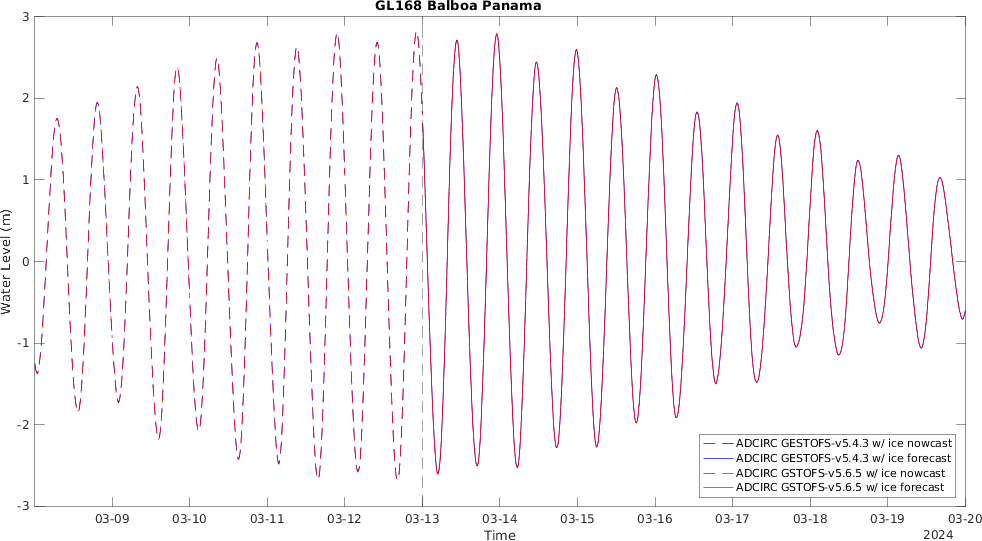 GL168 Balboa Panama
3
2
1
0
-1
-2
-3
Water Level (m)
03-09
03-10
03-11
03-12
03-13
03-14
03-15
03-16
03-17
03-18
03-19
03-20
Time
2024
ADCIRC GESTOFS-v5.4.3 w/ ice nowcast
ADCIRC GESTOFS-v5.4.3 w/ ice forecast
ADCIRC GSTOFS-v5.6.5 w/ ice nowcast
ADCIRC GSTOFS-v5.6.5 w/ ice forecast